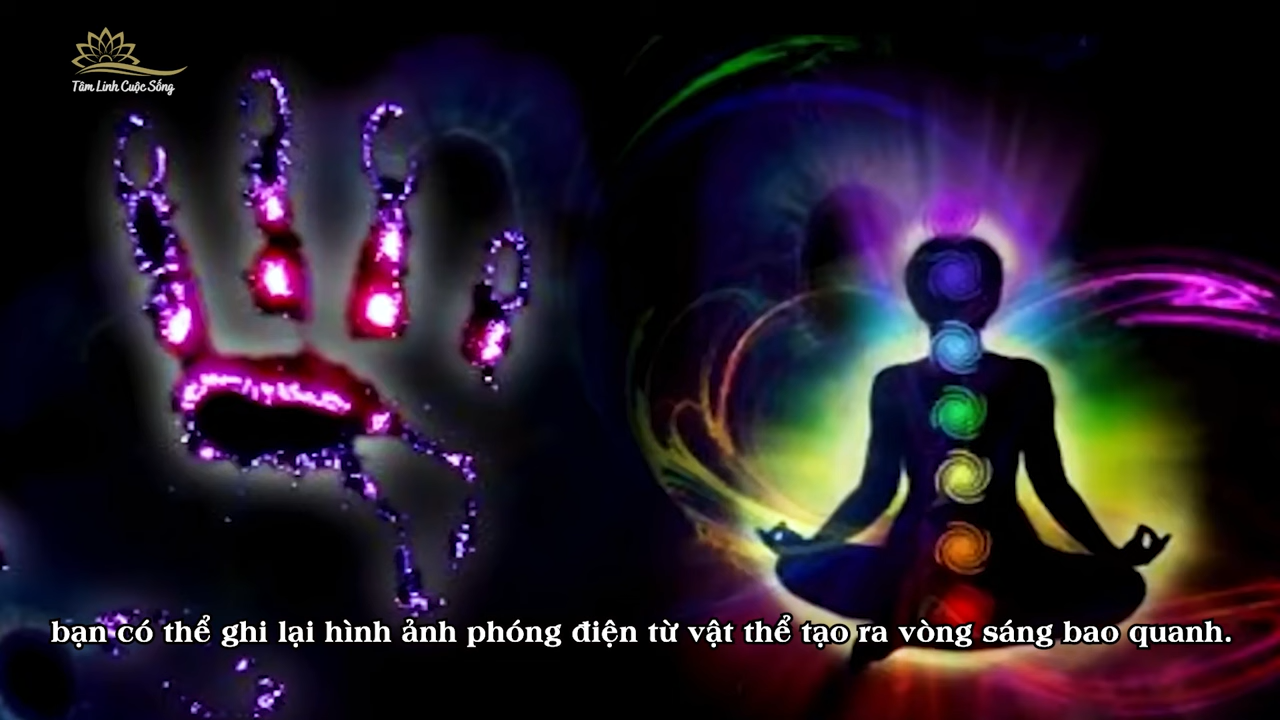 Tâm Linh Cuộc Sống
bạn có thể ghi lại hình ảnh phóng điện từ vật thể tạo ra vòng sáng bao quanh.